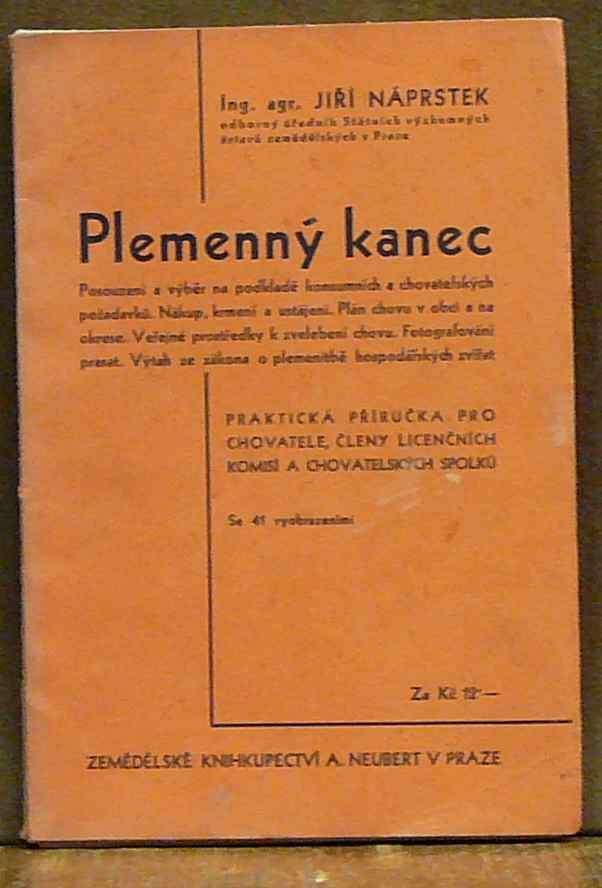 Ing. agr. JIŘÍ NÁPRSTEK
odborný úředník Státních výzkumných
ústavů zemědělských v Praze
Plemenný kanec
Posouzení a výběr na podkladě konsumních a chovatelských
požadavků. Nákup, krmení a ustájení. Plán chovu v obci a na
okrese. Veřejné prostředky k zvelebení chovu. Fotografování
prasat. Výtah ze zákona o plemenitbě hospodářských zvířat
PRAKTICKÁ PŘÍRUČKA PRO
CHOVATELE, ČLENY LICENČNÍCH
KOMISÍ A CHOVATELSKÝCH SPOLKŮ
Se 41 vyobrazeními
Za Kč 12·—
ZEMĚDĚLSKÉ KNIHKUPECTVÍ A. NEUBERT V PRAZE